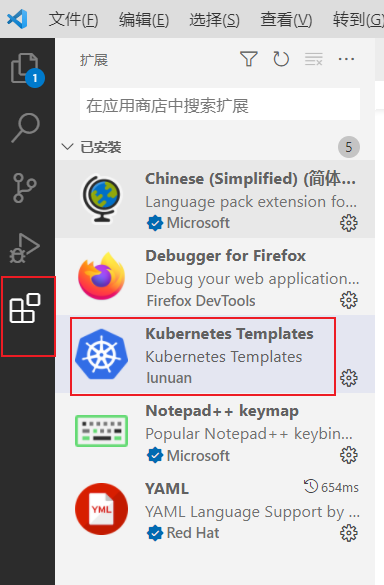 文件(F) 编辑(E) 选择(S) 查看(V) 转到(G)
扩展
1
在应用商店中搜索扩展
已安装 5
Chinese (Simplified) (简体...
Language pack extension fo...
Microsoft
Debugger for Firefox
Debug your web application...
Firefox DevTools
Kubernetes Templates
Kubernetes Templates
lunuan
Notepad++ keymap
Popular Notepad++ keybin...
Microsoft
YAML 654ms
YML
YAML Language Support by ...
Red Hat